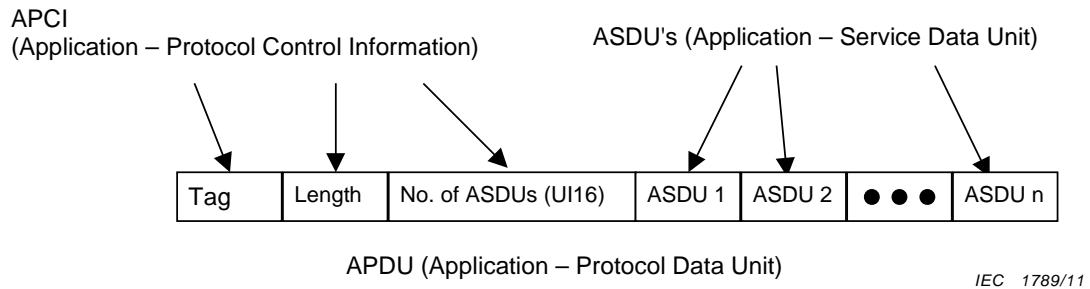 APCI
(Application – Protocol Control Information)
ASDU's (Application – Service Data Unit)
Tag
Length
No. of ASDUs (UI16)
ASDU 1
ASDU 2
ASDU n
APDU (Application – Protocol Data Unit)
IEC 1789/11